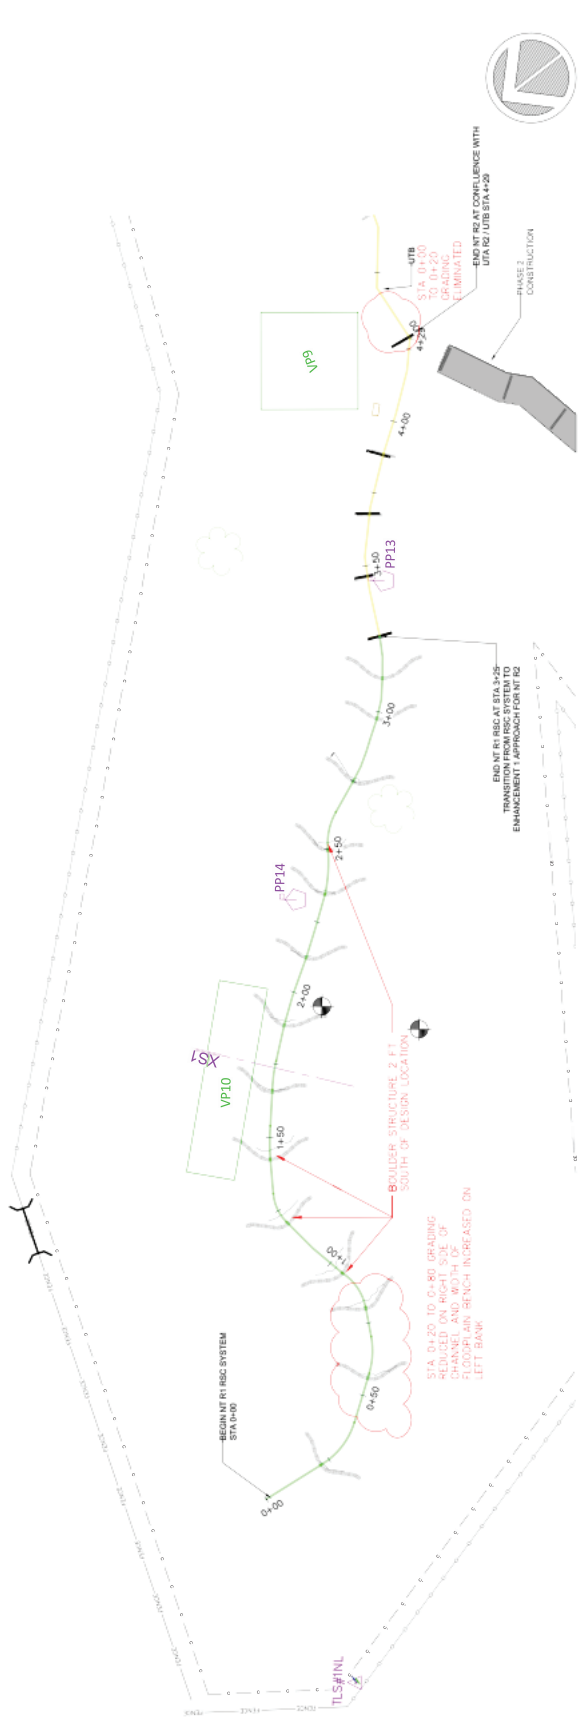 END NT R2 AT CONFLUENCE WITH
UTA R2 / UTB STA 4+29
UTB
STA 0+00
TO 0+20
GRADING
ELIMINATED
PHASE 2
CONSTRUCTION
VP9
4+29
4+00
PP13
3+50
END NT R1 RSC AT STA 3+25
TRANSITION FROM RSC SYSTEM TO
ENHANCEMENT 1 APPROACH FOR NT R2
3+00
2+50
PP14
2+00
XS1
VP10
1+50
BOULDER STRUCTURE 2 FT
SOUTH OF DESIGN LOCATION
1+00
STA 0+20 TO 0+80 GRADING
REDUCED ON RIGHT SIDE OF
CHANNEL AND WIDTH OF
FLOODPLAIN BENCH INCREASED ON
LEFT BANK
0+50
BEGIN NT R1 RSC SYSTEM
STA 0+00
0+00
TLS#1NL